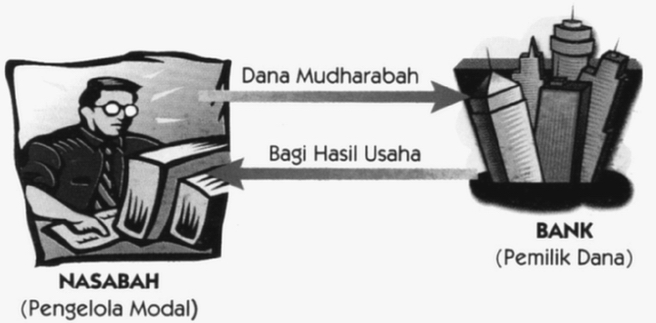 Dana Mudharabah
Bagi Hasil Usaha
NASABAH
(Pengelola Modal)
BANK
(Pemilik Dana)